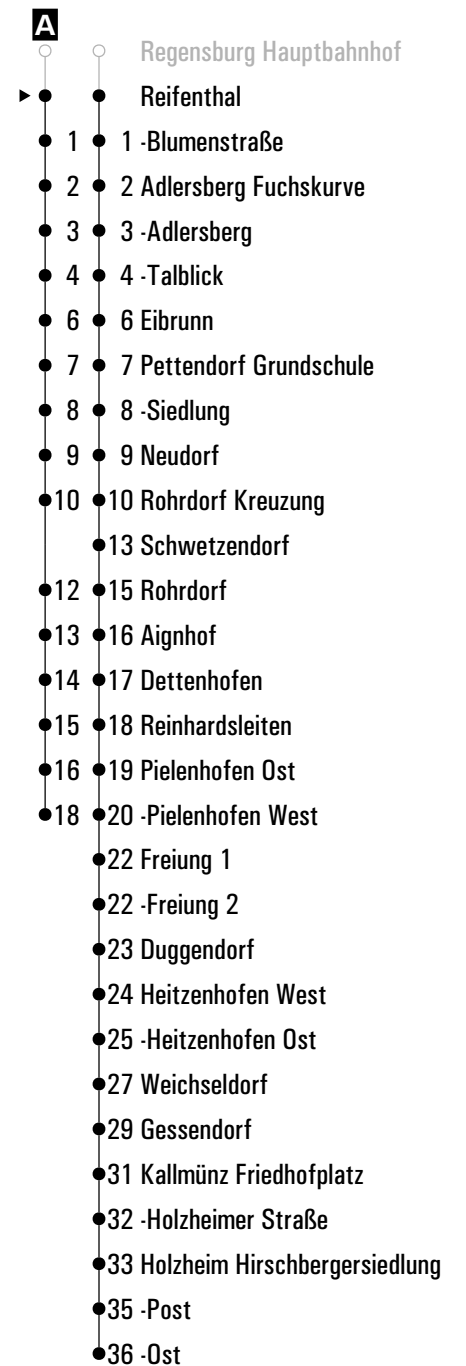 A
Regensburg Hauptbahnhof
Reifenthal
1 1 -Blumenstraße
2 2 Adlersberg Fuchskurve
3 3 -Adlersberg
4 4 -Talblick
6 6 Eibrunn
7 7 Pettendorf Grundschule
8 8 -Siedlung
9 9 Neudorf
10 10 Rohrdorf Kreuzung
13 Schwetzendorf
12 15 Rohrdorf
13 16 Aignhof
14 17 Dettenhofen
15 18 Reinhardsleiten
16 19 Pielenhofen Ost
18 20 -Pielenhofen West
22 Freiung 1
22 -Freiung 2
23 Duggendorf
24 Heitzenhofen West
25 -Heitzenhofen Ost
27 Weichseldorf
29 Gessendorf
31 Kallmünz Friedhofplatz
32 -Holzheimer Straße
33 Holzheim Hirschbergersiedlung
35 -Post
36 -Ost